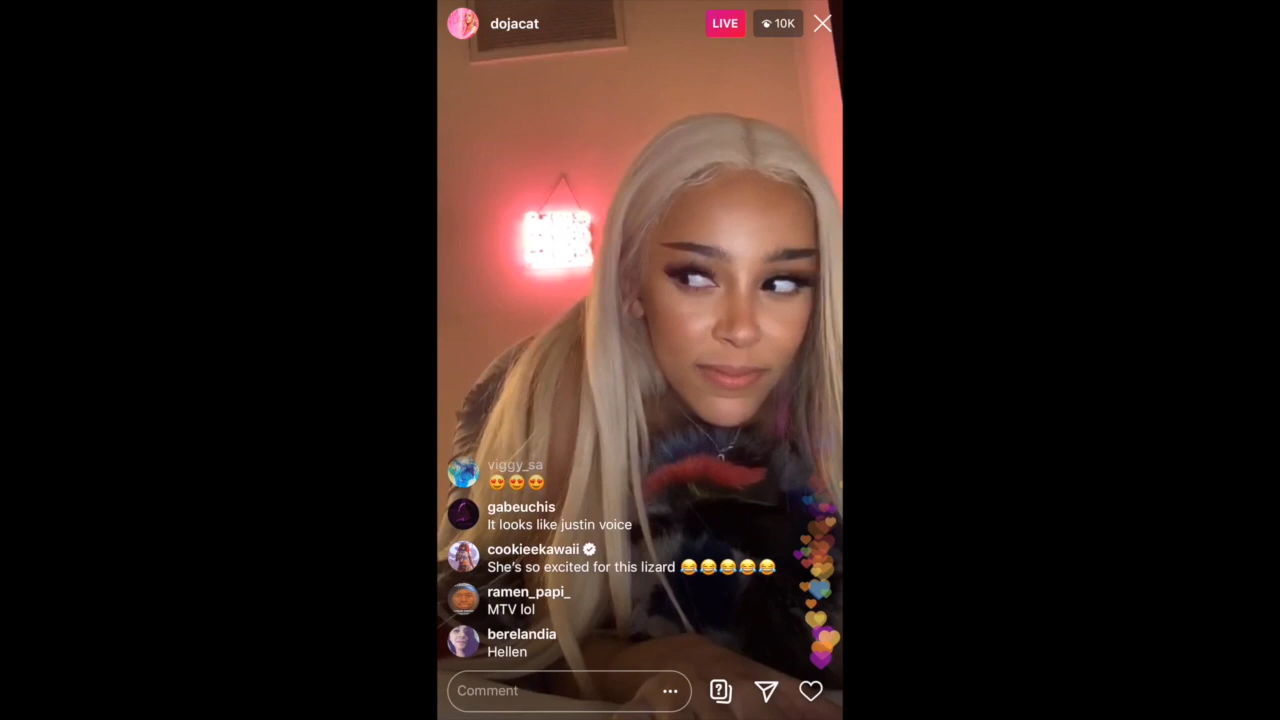 dojacat
LIVE
10K
viggy_sa
😍😍😍
gabeuchis
It looks like justin voice
cookieekawaii
She’s so excited for this lizard 😂😂😂😂😂
ramen_papi_
MTV lol
berelandia
Hellen
Comment